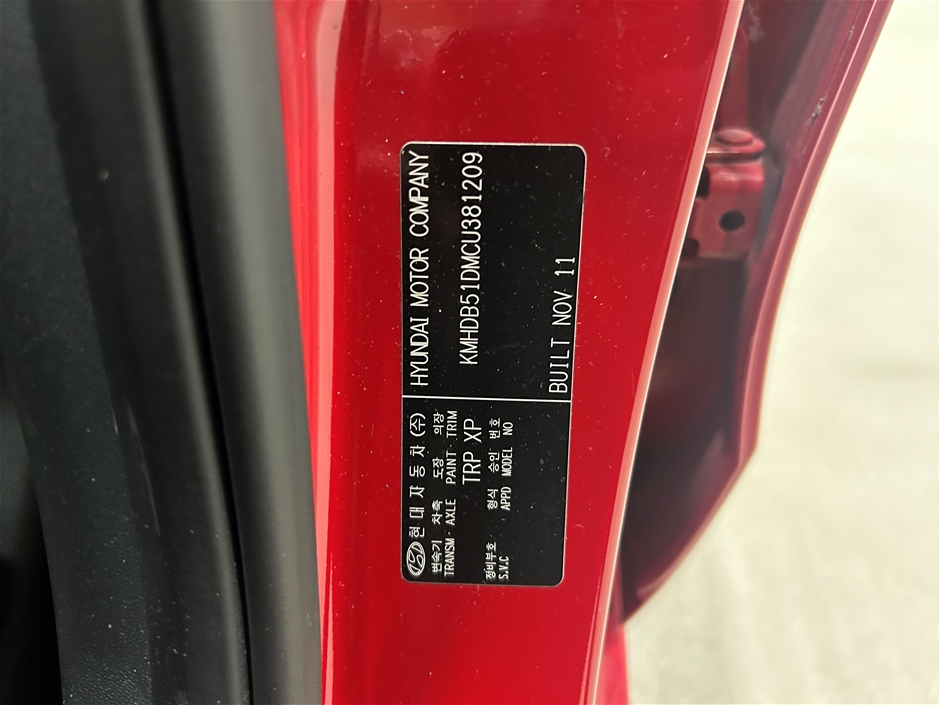 현대자동차(수) HYUNDAI MOTOR COMPANY
변속기 차축 도장 의장
TRANSM. AXLE PAINT. TRIM
TRP XP
KMHDB51DMCU381209
정비부호 형식 승인 번호
S.V.C APPD MODEL NO
BUILT NOV 11